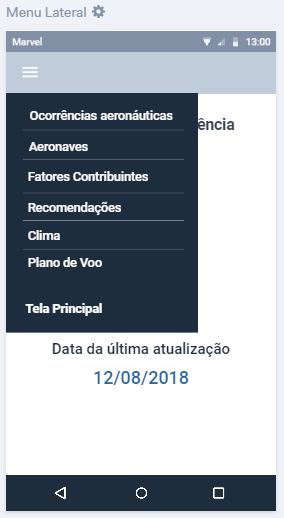 Menu Lateral
Marvel 13:00
Ocorrências aeronáuticas
ência
Aeronaves
Fatores Contribuintes
Recomendações
Clima
Plano de Voo
Tela Principal
Data da última atualização
12/08/2018